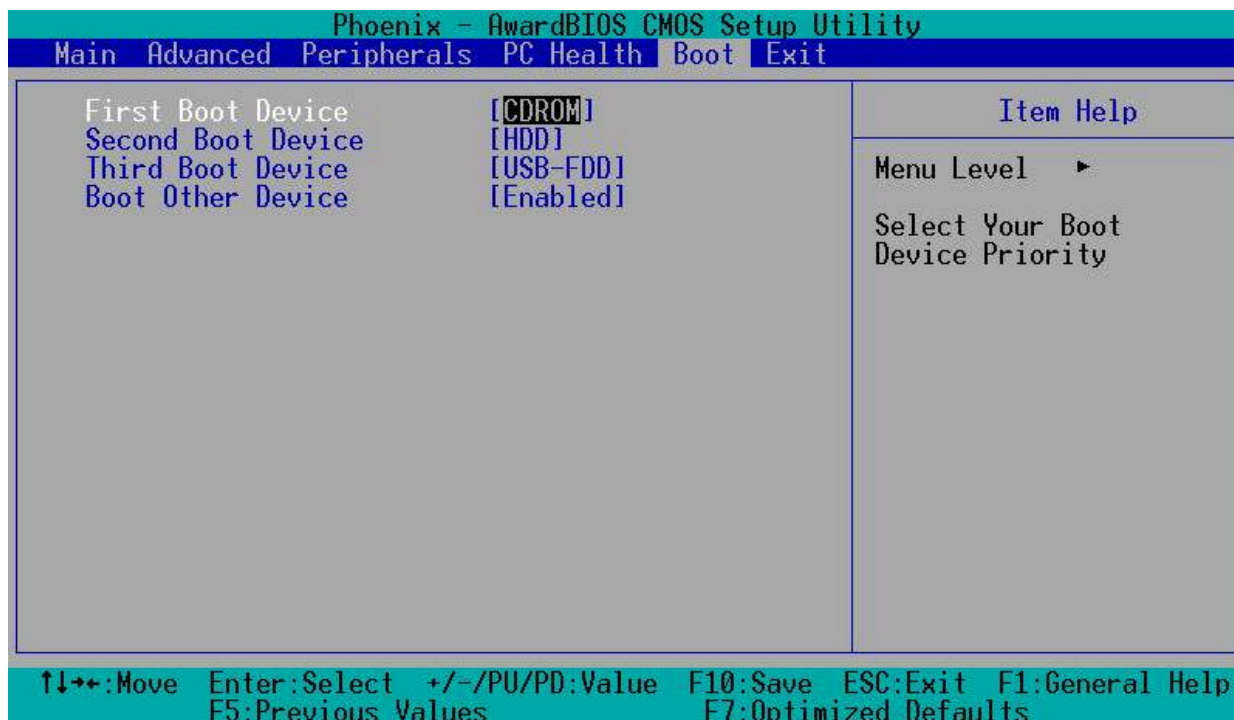 Phoenix - AwardBIOS CMOS Setup Utility
Main Advanced Peripherals PC Health Boot Exit
First Boot Device [CDROM]
Second Boot Device [HDD]
Third Boot Device [USB-FDD]
Boot Other Device [Enabled]
Item Help
Menu Level ►
Select Your Boot
Device Priority
↑↓→←:Move Enter:Select +/-/PU/PD:Value F10:Save ESC:Exit F1:General Help
F5:Previous Values F7:Optimized Defaults